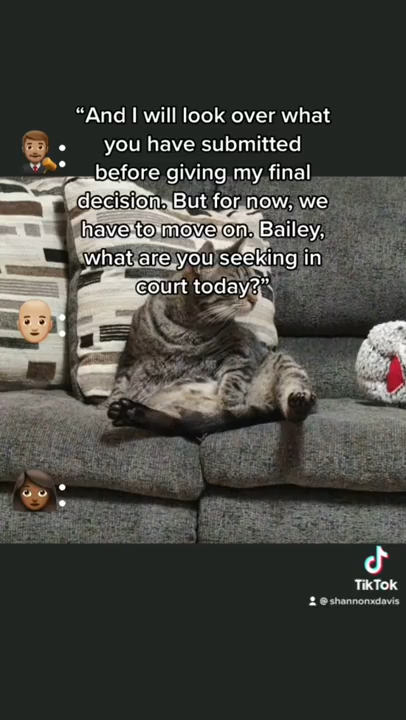 “And I will look over what
you have submitted
before giving my final
decision. But for now, we
have to move on. Bailey,
what are you seeking in
court today?”
:
:
:
TikTok
@shannonxdavis